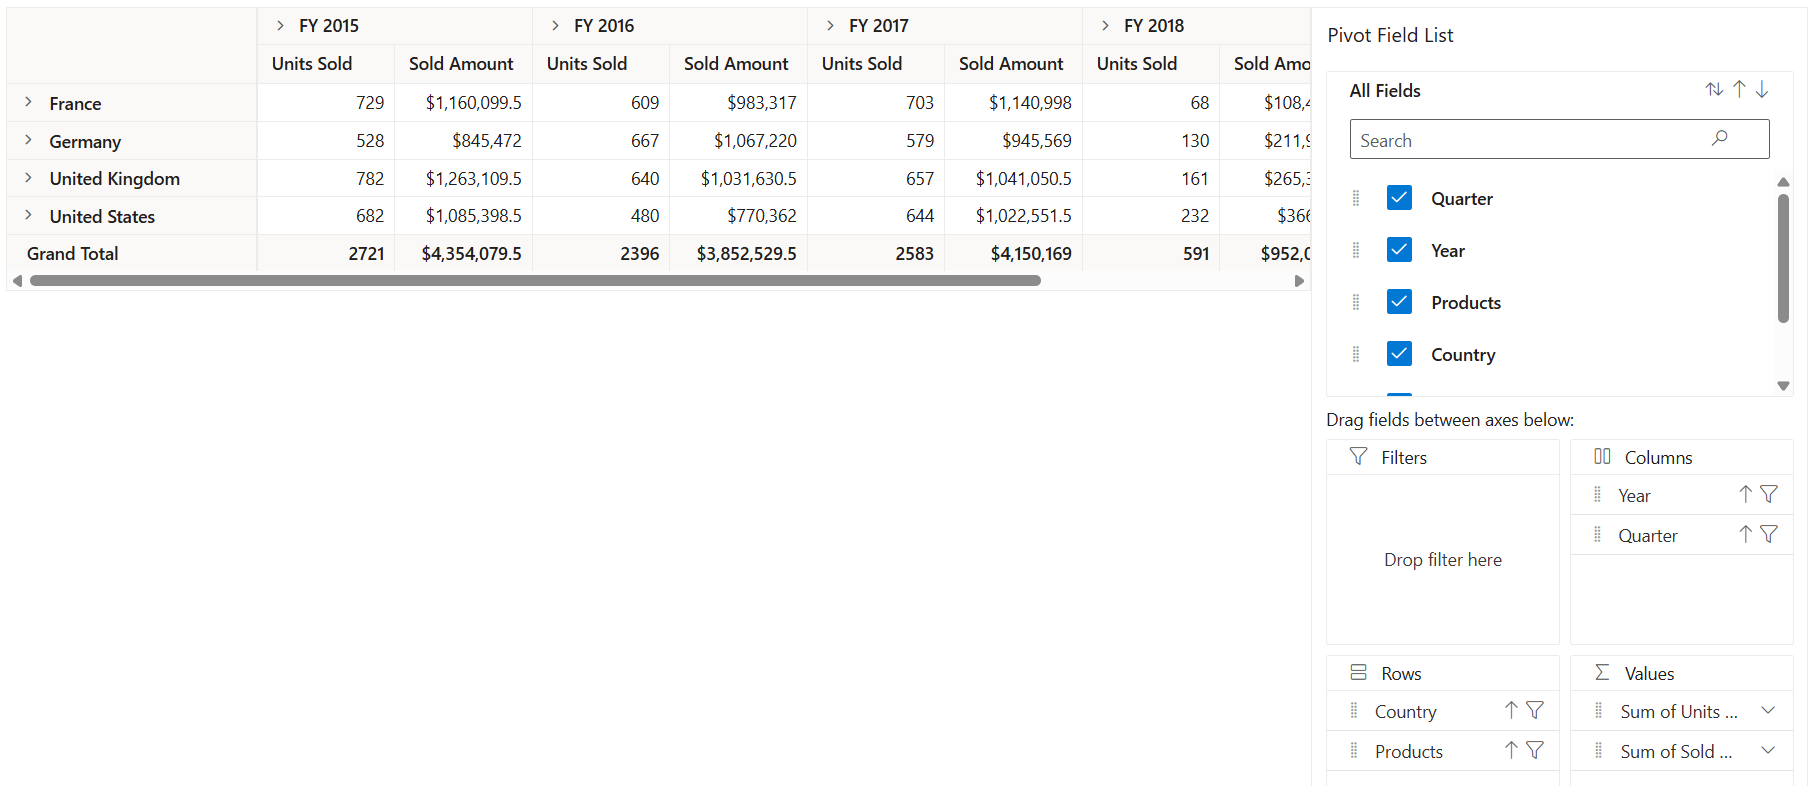 FY 2015 FY 2016 FY 2017 FY 2018
Units Sold Sold Amount Units Sold Sold Amount Units Sold Sold Amount Units Sold Sold Amo
France 729 $1,160,099.5 609 $983,317 703 $1,140,998 68 $108,4
Germany 528 $845,472 667 $1,067,220 579 $945,569 130 $211,9
United Kingdom 782 $1,263,109.5 640 $1,031,630.5 657 $1,041,050.5 161 $265,3
United States 682 $1,085,398.5 480 $770,362 644 $1,022,551.5 232 $366
Grand Total 2721 $4,354,079.5 2396 $3,852,529.5 2583 $4,150,169 591 $952,0
Pivot Field List
All Fields
Search
Quarter
Year
Products
Country
Drag fields between axes below:
Filters
Drop filter here
Columns
Year
Quarter
Rows
Country
Products
Values
Sum of Units ...
Sum of Sold ...